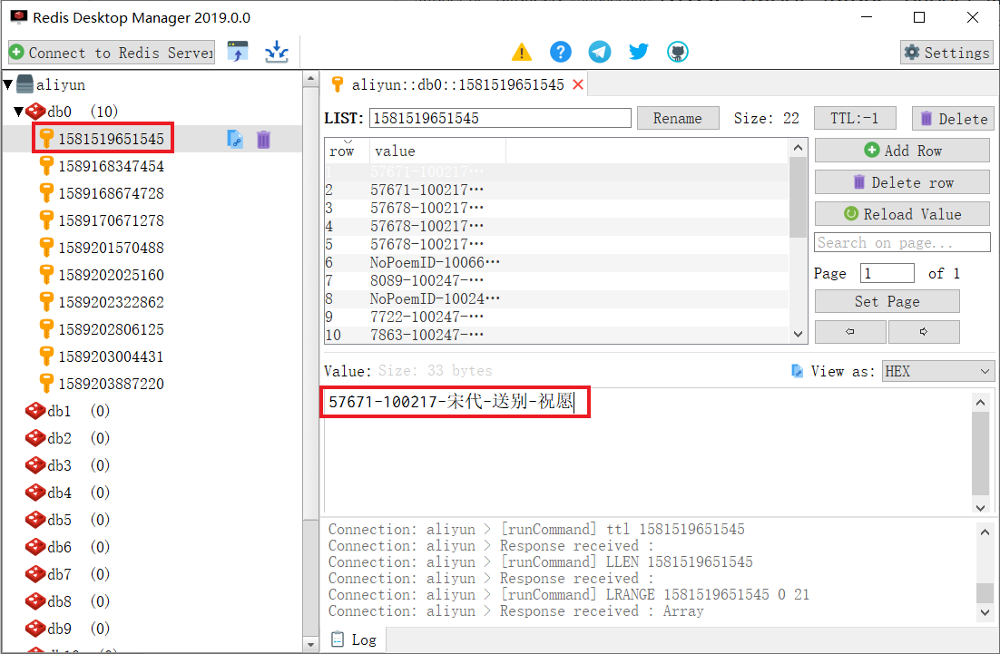 Redis Desktop Manager 2019.0.0
Connect to Redis Server
Settings
aliyun
db0 (10)
1581519651545
1589168347454
1589168674728
1589170671278
1589201570488
1589202025160
1589202322862
1589202806125
1589203004431
1589203887220
db1 (0)
db2 (0)
db3 (0)
db4 (0)
db5 (0)
db6 (0)
db7 (0)
db8 (0)
db9 (0)
aliyun::db0::1581519651545
LIST: 1581519651545 Rename Size: 22 TTL:-1 Delete
row value
1 57671-100217-…
2 57671-100217…
3 57678-100217…
4 57678-100217…
5 57678-100217…
6 NoPoemID-10066…
7 8089-100247-…
8 NoPoemID-10024…
9 7722-100247-…
10 7863-100247-…
Add Row
Delete row
Reload Value
Search on page...
Page 1 of 1
Set Page
Value: Size: 33 bytes
View as: HEX
57671-100217-宋代-送别-祝愿
Connection: aliyun > [runCommand] ttl 1581519651545
Connection: aliyun > Response received :
Connection: aliyun > [runCommand] LLEN 1581519651545
Connection: aliyun > Response received :
Connection: aliyun > [runCommand] LRANGE 1581519651545 0 21
Connection: aliyun > Response received : Array
Log